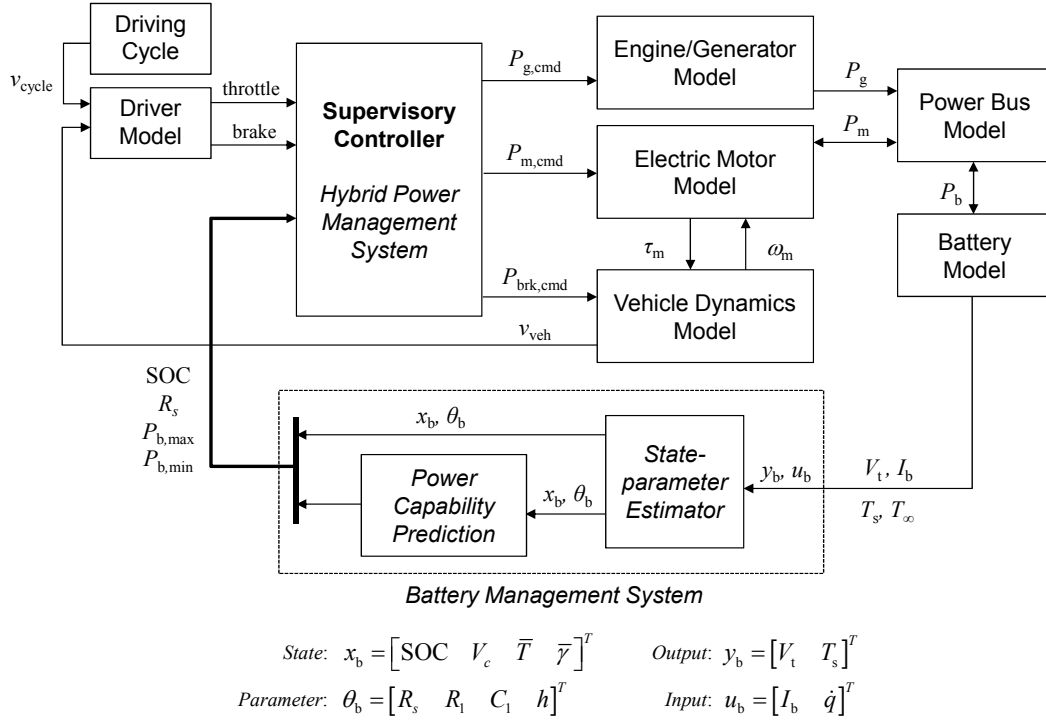 Driving
Cycle
v_cycle
Driver
Model
throttle
brake
Supervisory
Controller
Hybrid Power
Management
System
P_g,cmd
P_m,cmd
P_brk,cmd
Engine/Generator
Model
Electric Motor
Model
τ_m
ω_m
Vehicle Dynamics
Model
v_veh
P_g
P_m
Power Bus
Model
P_b
Battery
Model
SOC
R_s
P_b,max
P_b,min
x_b, θ_b
Power
Capability
Prediction
x_b, θ_b
State-
parameter
Estimator
y_b, u_b
V_t, I_b
T_s, T_∞
Battery Management System
State: x_b = [SOC V_c T̅ γ̅]^T
Output: y_b = [V_t T_s]^T
Parameter: θ_b = [R_s R_1 C_1 h]^T
Input: u_b = [I_b q̇]^T